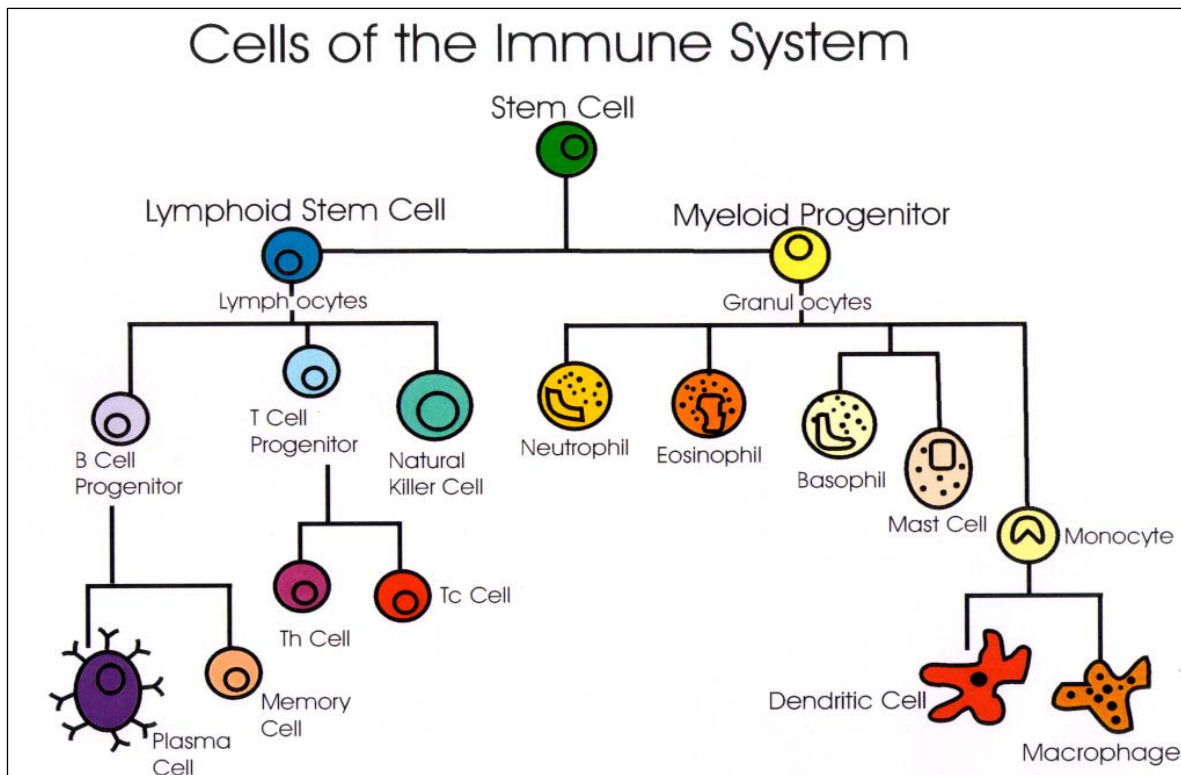 Cells of the Immune System
Stem Cell
Lymphoid Stem Cell
Myeloid Progenitor
Lymph ocytes
Granul ocytes
B Cell
Progenitor
T Cell
Progenitor
Natural
Killer Cell
Neutrophil
Eosinophil
Basophil
Mast Cell
Monocyte
Th Cell
Tc Cell
Plasma
Cell
Memory
Cell
Dendritic Cell
Macrophage